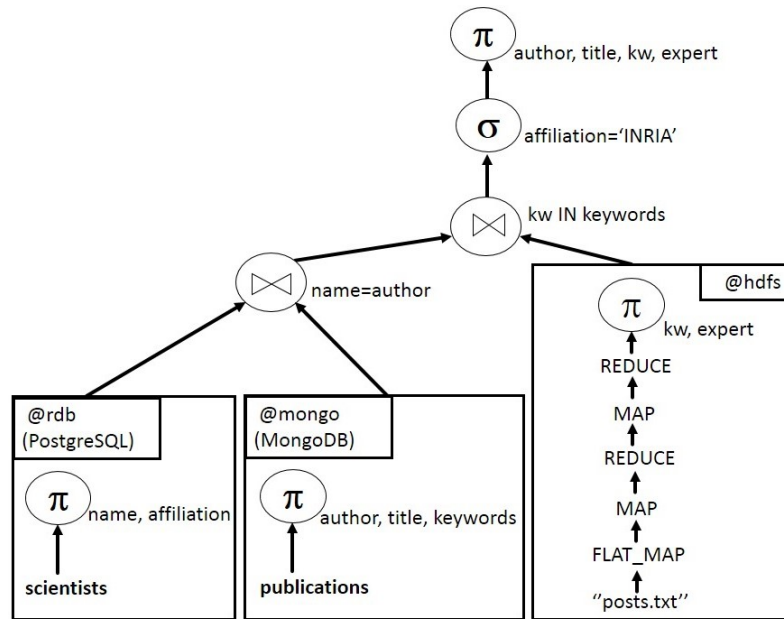 π
author, title, kw, expert
σ
affiliation=‘INRIA’
kw IN keywords
⋈
name=author
⋈
@rdb
(PostgreSQL)
π
name, affiliation
scientists
@mongo
(MongoDB)
π
author, title, keywords
publications
@hdfs
π
kw, expert
REDUCE
MAP
REDUCE
MAP
FLAT_MAP
‘‘posts.txt’’